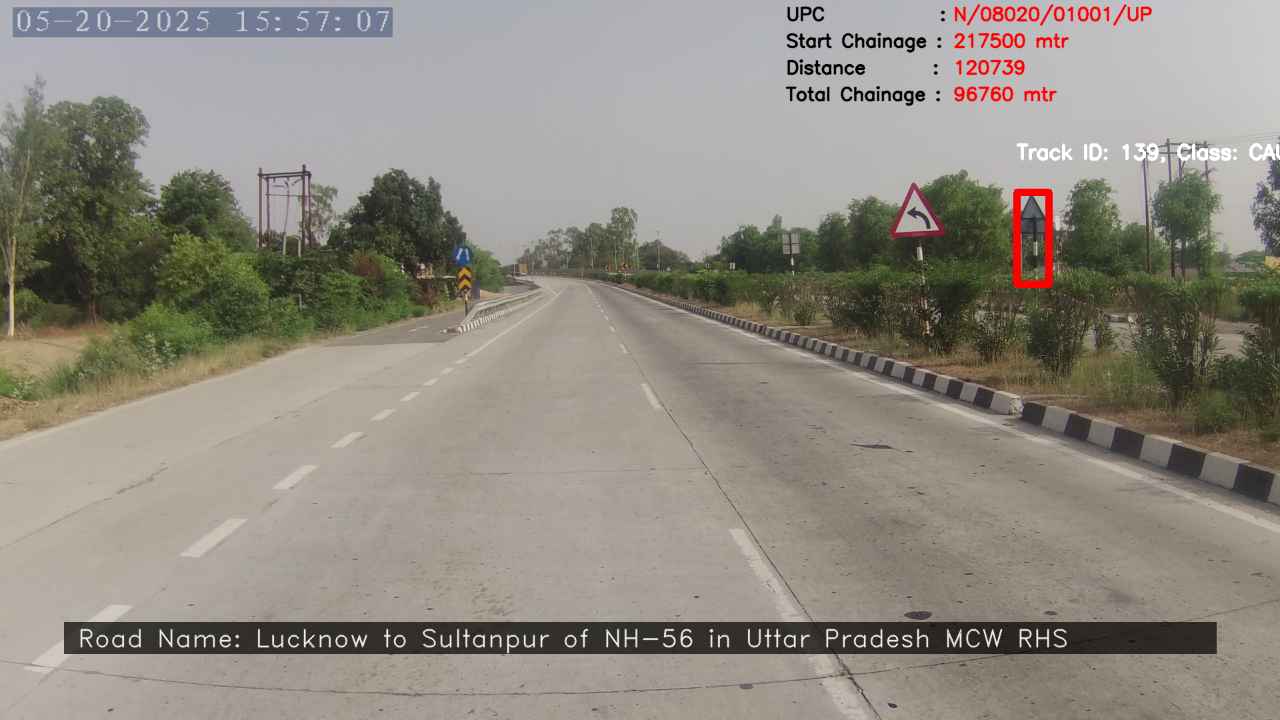 05-20-2025 15:57:07
UPC : N/08020/01001/UP
Start Chainage : 217500 mtr
Distance : 120739
Total Chainage : 96760 mtr
Track ID: 139, Class: CAU
Road Name: Lucknow to Sultanpur of NH-56 in Uttar Pradesh MCW RHS